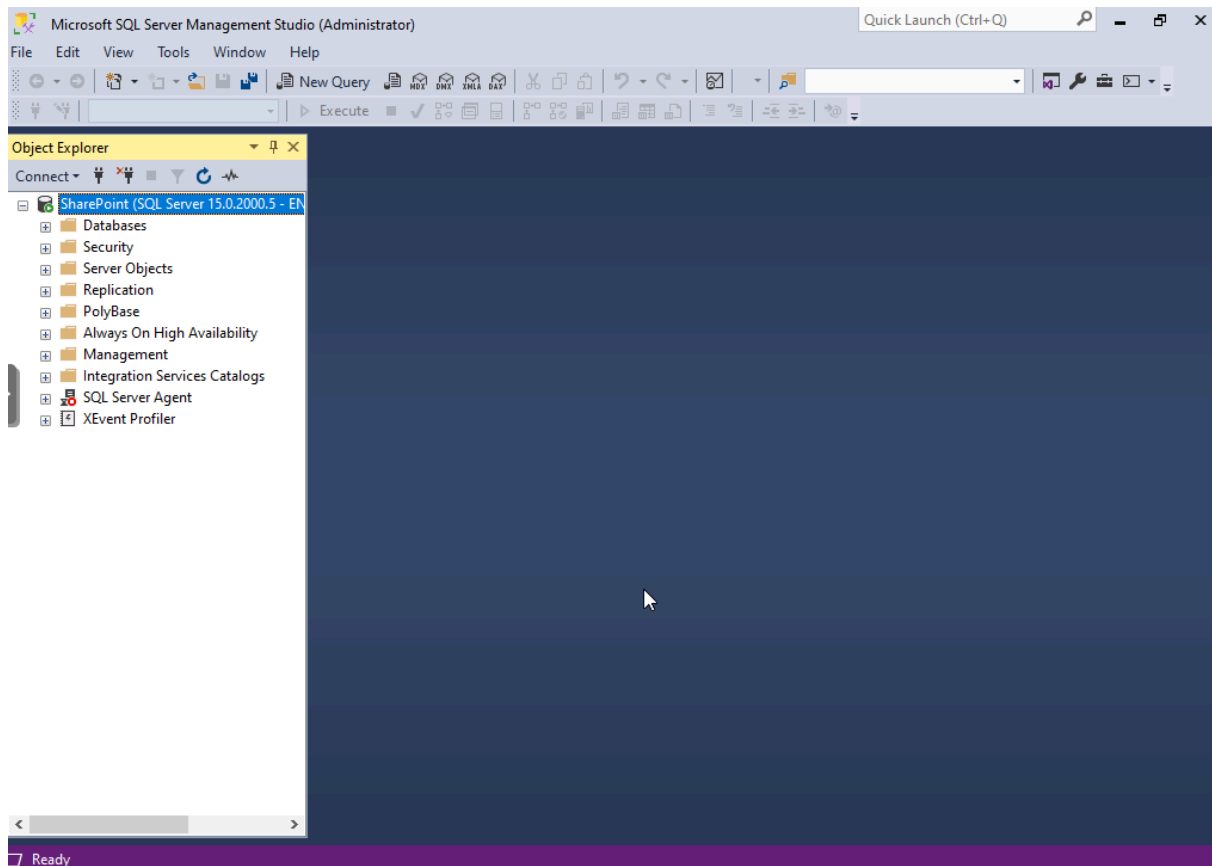 Microsoft SQL Server Management Studio (Administrator)
Quick Launch (Ctrl+Q)
File Edit View Tools Window Help
New Query MDX DMX XMLA DAX
Execute
Object Explorer
Connect
SharePoint (SQL Server 15.0.2000.5 - EN
Databases
Security
Server Objects
Replication
PolyBase
Always On High Availability
Management
Integration Services Catalogs
SQL Server Agent
XEvent Profiler
Ready